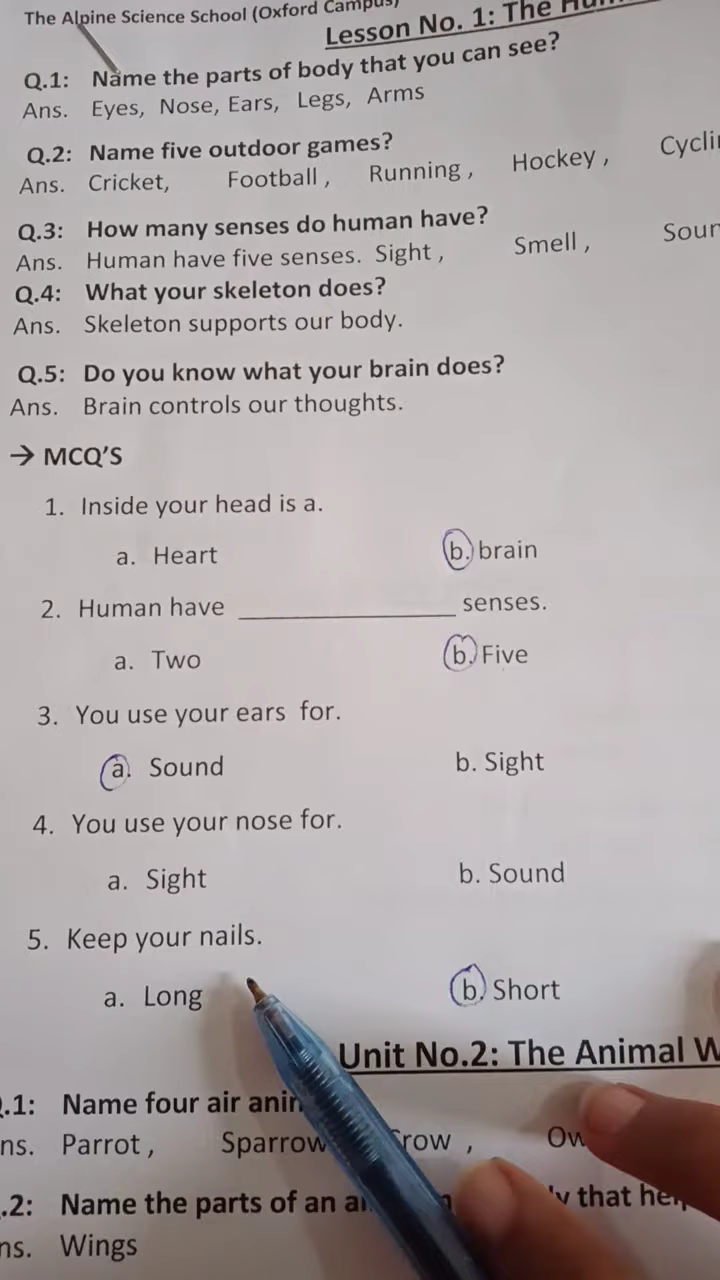 The Alpine Science School (Oxford Campus)
Lesson No. 1: The
Q.1: Name the parts of body that you can see?
Ans. Eyes, Nose, Ears, Legs, Arms
Q.2: Name five outdoor games?
Ans. Cricket, Football, Running, Hockey,
Q.3: How many senses do human have?
Ans. Human have five senses. Sight, Smell,
Q.4: What your skeleton does?
Ans. Skeleton supports our body.
Q.5: Do you know what your brain does?
Ans. Brain controls our thoughts.
→ MCQ'S
1. Inside your head is a.
a. Heart b. brain
2. Human have ____________ senses.
a. Two b. Five
3. You use your ears for.
a. Sound b. Sight
4. You use your nose for.
a. Sight b. Sound
5. Keep your nails.
a. Long b. Short
Unit No.2: The Animal
.1: Name four air
ns. Parrot, Sparrow
.2: Name the parts of an that
ns. Wings